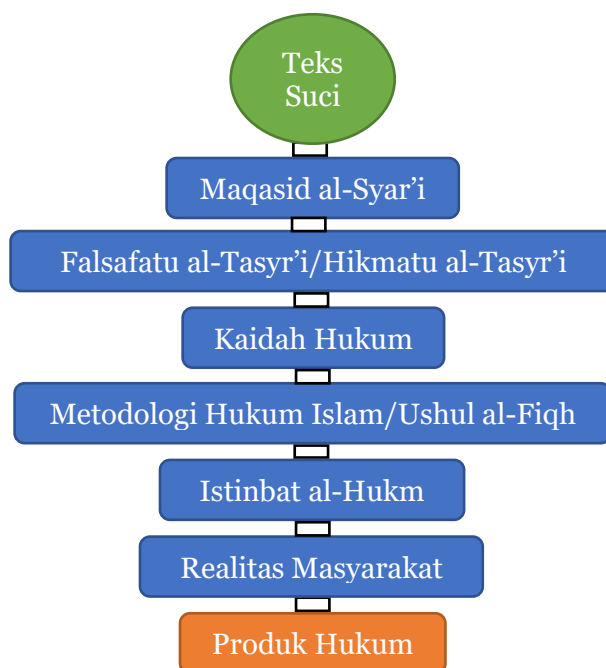 Teks
Suci
Maqasid al-Syar’i
Falsafatu al-Tasyr’i/Hikmatu al-Tasyr’i
Kaidah Hukum
Metodologi Hukum Islam/Ushul al-Fiqh
Istinbat al-Hukm
Realitas Masyarakat
Produk Hukum